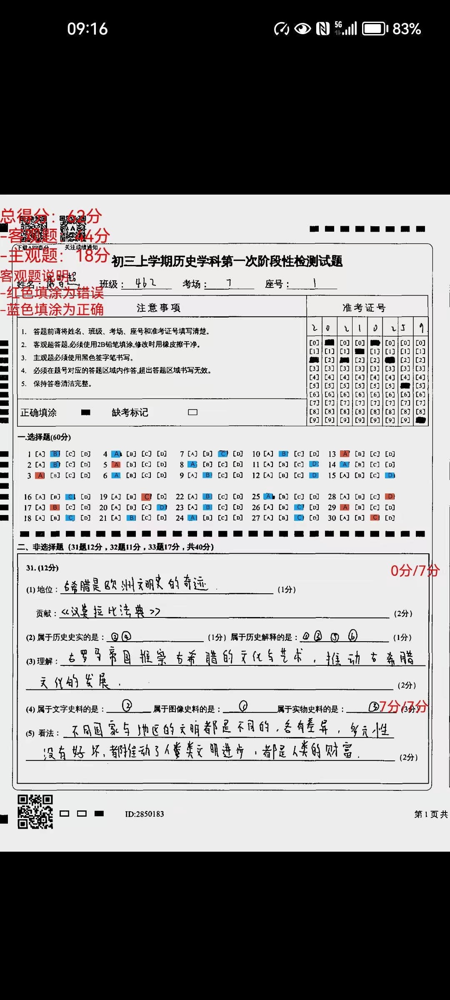 09:16 5G 83%
总得分：62分
-客观题：44分
下载APP查分 关注成绩通知
-主观题：18分
初三上学期历史学科第一次阶段性检测试题
客观题说明：
姓名： 班级：462 考场：7 座号：1
-红色填涂为错误
-蓝色填涂为正确
注意事项 准考证号
2 0 2 1 0 2 5 9
1. 答题前请将姓名、班级、考场、座号和准考证号填写清楚。
2. 客观题答题,必须使用2B铅笔填涂,修改时用橡皮擦干净。
3. 主观题必须使用黑色签字笔书写。
4. 必须在题号对应的答题区域内作答,超出答题区域书写无效。
5. 保持答卷清洁完整。
[0] [0] [0] [0] [0] [0]
[1] [1] [1] [1] [1] [1] [1]
[2] [2] [2] [2] [2]
[3] [3] [3] [3] [3] [3] [3] [3]
[4] [4] [4] [4] [4] [4] [4] [4]
[5] [5] [5] [5] [5] [5] [5]
[6] [6] [6] [6] [6] [6] [6] [6]
[7] [7] [7] [7] [7] [7] [7] [7]
[8] [8] [8] [8] [8] [8] [8] [8]
[9] [9] [9] [9] [9] [9] [9]
正确填涂 缺考标记
一.选择题(60分)
1 [A] B [C] [D] 4 A [B] [C] [D] 7 [A] [B] C [D] 10 [A] B [C] [D] 13 A [B] [C] [D]
2 [A] B [C] [D] 5 A [B] [C] [D] 8 A [B] [C] [D] 11 [A] [B] [C] D 14 A [B] [C] [D]
3 A [B] [C] [D] 6 A [B] [C] [D] 9 [A] B [C] [D] 12 [A] [B] [C] D 15 [A] [B] [C] D
16 [A] [B] C [D] 19 [A] [B] C [D] 22 [A] B [C] [D] 25 A [B] [C] [D] 28 [A] [B] [C] D
17 [A] B [C] [D] 20 [A] [B] [C] D 23 [A] B [C] [D] 26 [A] [B] C [D] 29 A [B] [C] [D]
18 [A] [B] C [D] 21 [A] B [C] [D] 24 A [B] [C] [D] 27 [A] [B] C [D] 30 [A] [B] C [D]
二、非选择题（31题12分，32题11分，33题17分，共40分）
31. (12分) 0分/7分
(1) 地位：古希腊是欧洲文明史的奇迹. （1分）
贡献：《汉莫拉比法典》 （2分）
(2) 属于历史史实的是：②④ （1分）属于历史解释的是：①③⑤⑥ （1分）
(3) 理解：古罗马帝国推崇古希腊的文化与艺术，推动古希腊
文化的发展. （2分）
(4) 属于文字史料的是：② 属于图像史料的是：① 属于实物史料的是：③. （3分） 7分/7分
(5) 看法：不同国家与地区的文明都是不同的，各有差异，多元性
没有好坏，都推动了人类文明进步，都是人类的财富. （2分）
ID:2850183 第 1 页 共